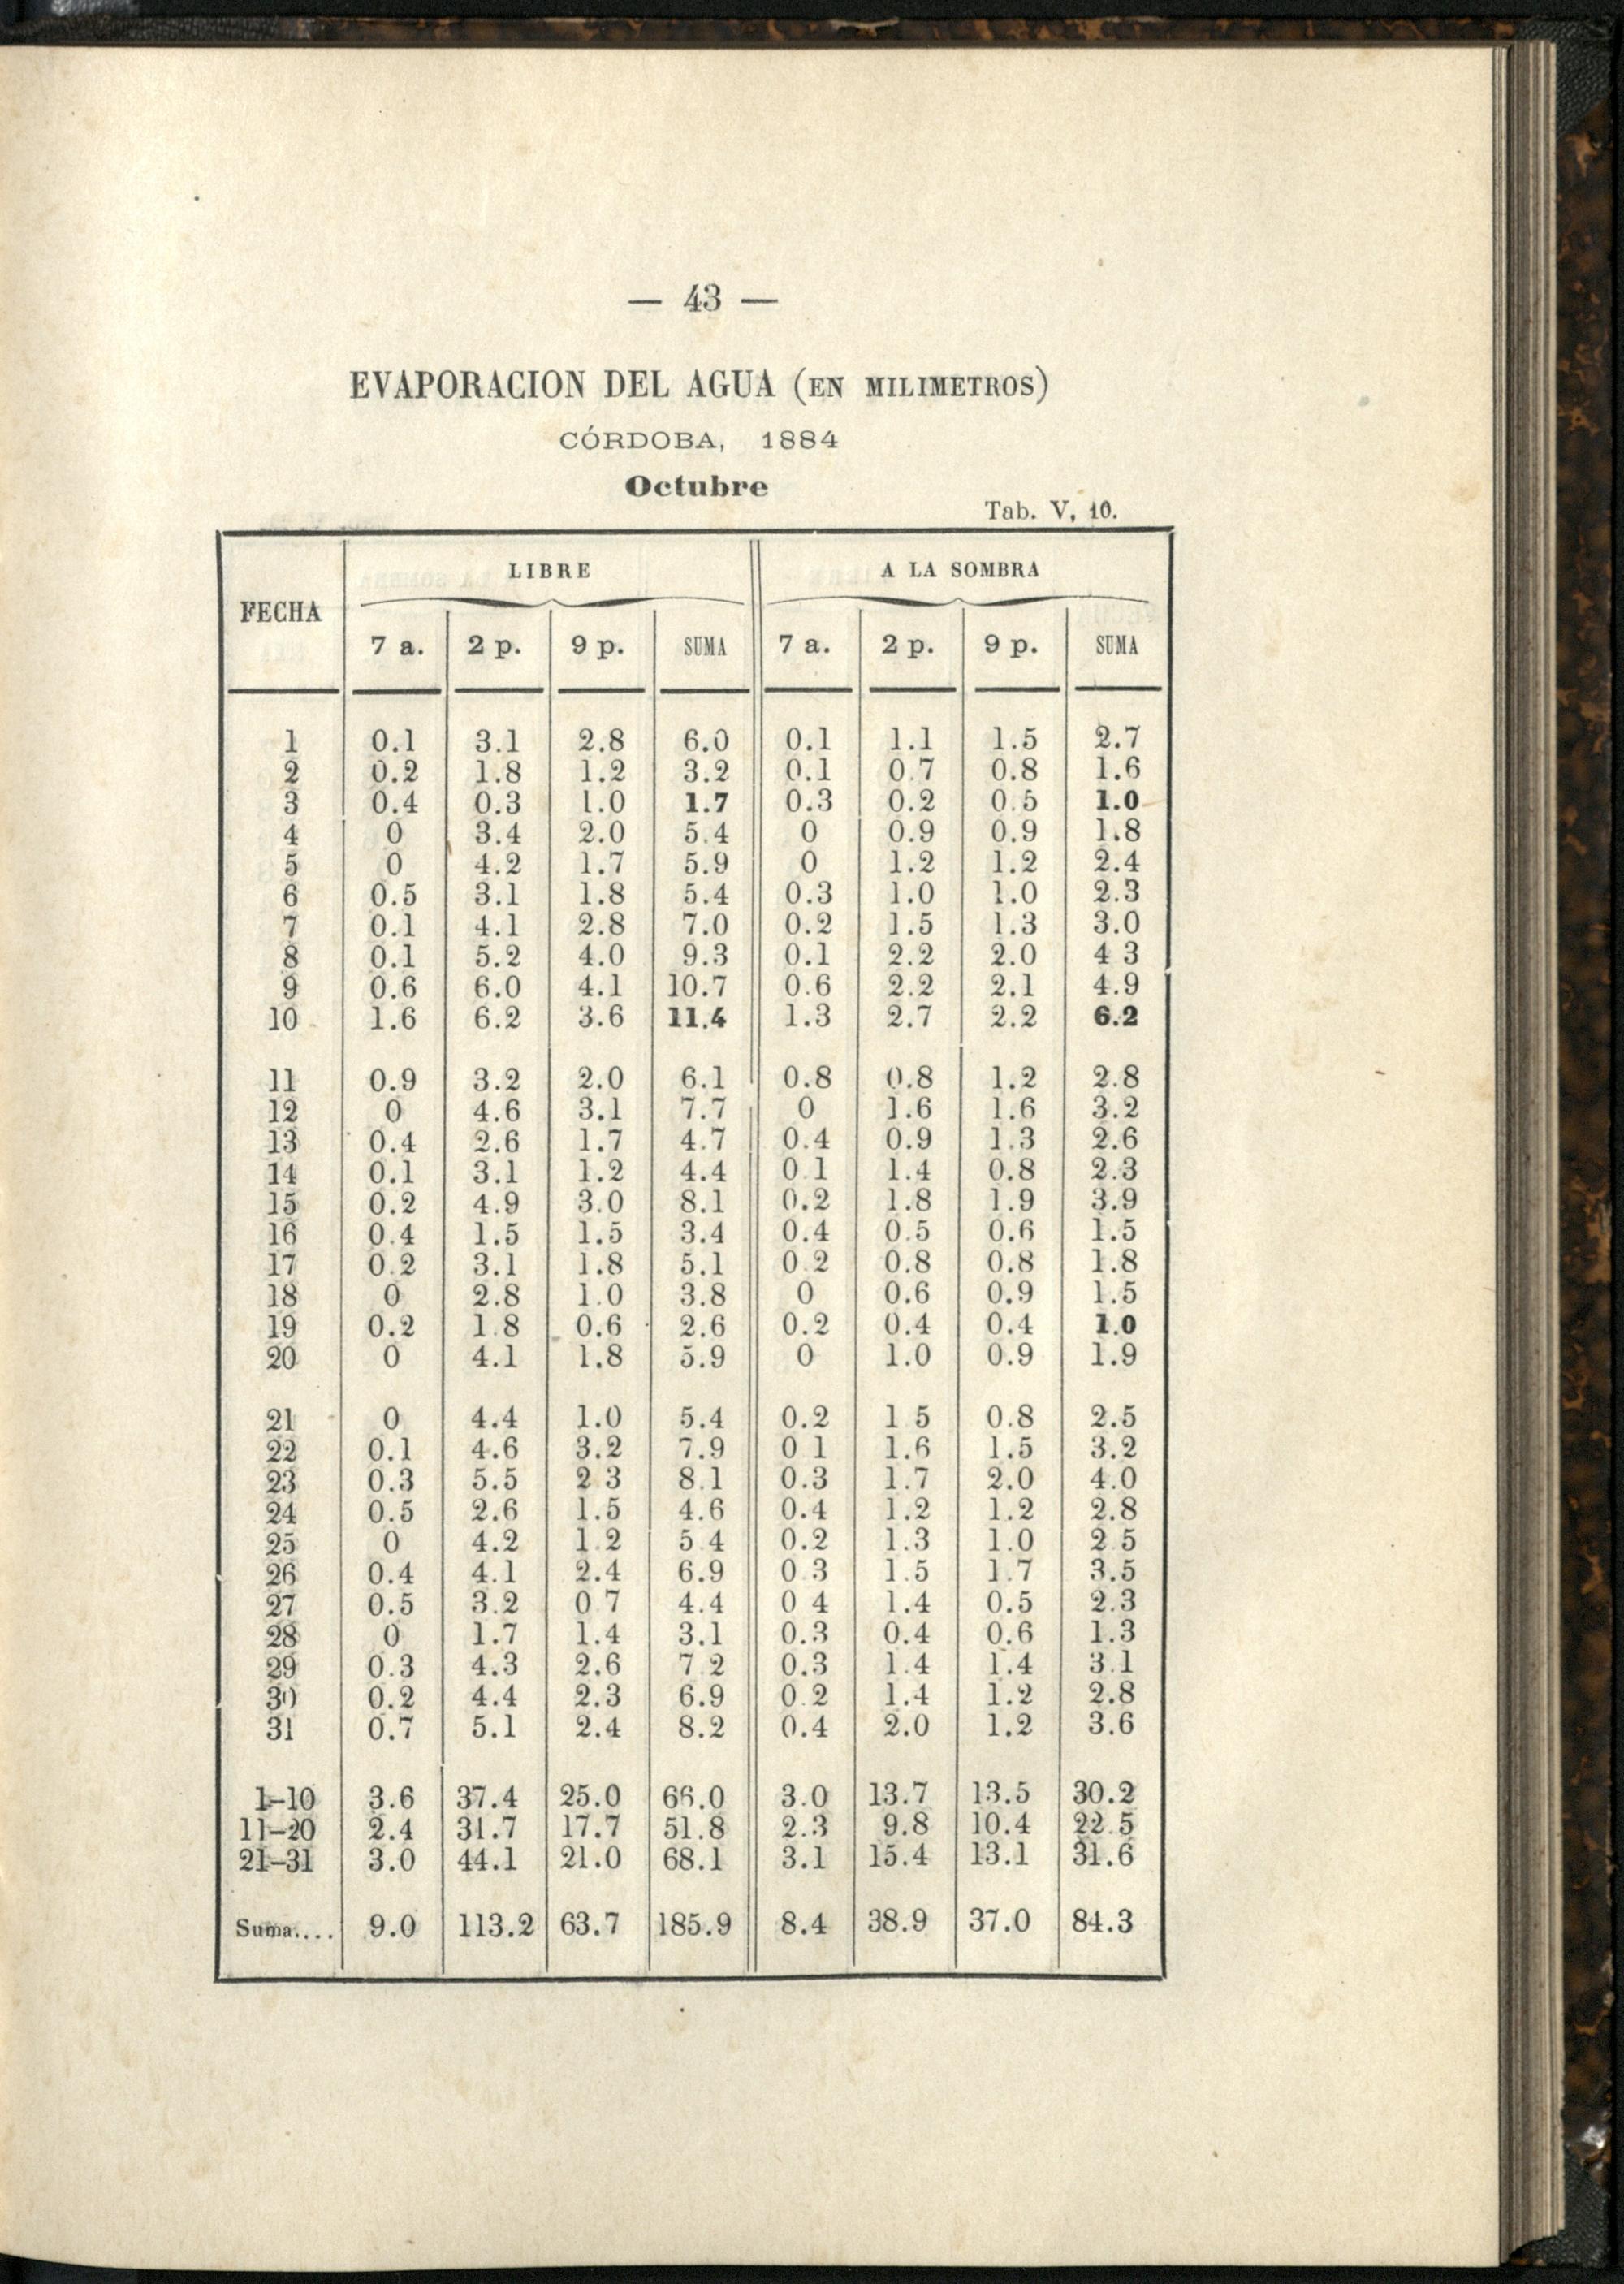 — 43 —
EVAPORACION DEL AGUA (EN MILIMETROS)
CÓRDOBA, 1884
Octubre
Tab. V, 10.
FECHA LIBRE A LA SOMBRA
7 a. 2 p. 9 p. SUMA 7 a. 2 p. 9 p. SUMA
1 0.1 3.1 2.8 6.0 0.1 1.1 1.5 2.7
2 0.2 1.8 1.2 3.2 0.1 0.7 0.8 1.6
3 0.4 0.3 1.0 1.7 0.3 0.2 0.5 1.0
4 0 3.4 2.0 5.4 0 0.9 0.9 1.8
5 0 4.2 1.7 5.9 0 1.2 1.2 2.4
6 0.5 3.1 1.8 5.4 0.3 1.0 1.0 2.3
7 0.1 4.1 2.8 7.0 0.2 1.5 1.3 3.0
8 0.1 5.2 4.0 9.3 0.1 2.2 2.0 4 3
9 0.6 6.0 4.1 10.7 0.6 2.2 2.1 4.9
10 1.6 6.2 3.6 11.4 1.3 2.7 2.2 6.2
11 0.9 3.2 2.0 6.1 0.8 0.8 1.2 2.8
12 0 4.6 3.1 7.7 0 1.6 1.6 3.2
13 0.4 2.6 1.7 4.7 0.4 0.9 1.3 2.6
14 0.1 3.1 1.2 4.4 0.1 1.4 0.8 2.3
15 0.2 4.9 3.0 8.1 0.2 1.8 1.9 3.9
16 0.4 1.5 1.5 3.4 0.4 0.5 0.6 1.5
17 0.2 3.1 1.8 5.1 0.2 0.8 0.8 1.8
18 0 2.8 1.0 3.8 0 0.6 0.9 1.5
19 0.2 1.8 0.6 2.6 0.2 0.4 0.4 1.0
20 0 4.1 1.8 5.9 0 1.0 0.9 1.9
21 0 4.4 1.0 5.4 0.2 1 5 0.8 2.5
22 0.1 4.6 3.2 7.9 0 1 1.6 1.5 3.2
23 0.3 5.5 2 3 8.1 0.3 1.7 2.0 4.0
24 0.5 2.6 1.5 4.6 0.4 1.2 1.2 2.8
25 0 4.2 1.2 5 4 0.2 1.3 1.0 2 5
26 0.4 4.1 2.4 6.9 0 3 1.5 1.7 3.5
27 0.5 3.2 0 7 4.4 0 4 1.4 0.5 2.3
28 0 1.7 1.4 3.1 0.3 0.4 0.6 1.3
29 0.3 4.3 2.6 7 2 0.3 1.4 1.4 3.1
30 0.2 4.4 2.3 6.9 0.2 1.4 1.2 2.8
31 0.7 5.1 2.4 8.2 0.4 2.0 1.2 3.6
1–10 3.6 37.4 25.0 66.0 3.0 13.7 13.5 30.2
11–20 2.4 31.7 17.7 51.8 2.3 9.8 10.4 22.5
21–31 3.0 44.1 21.0 68.1 3.1 15.4 13.1 31.6
Suma.... 9.0 113.2 63.7 185.9 8.4 38.9 37.0 84.3